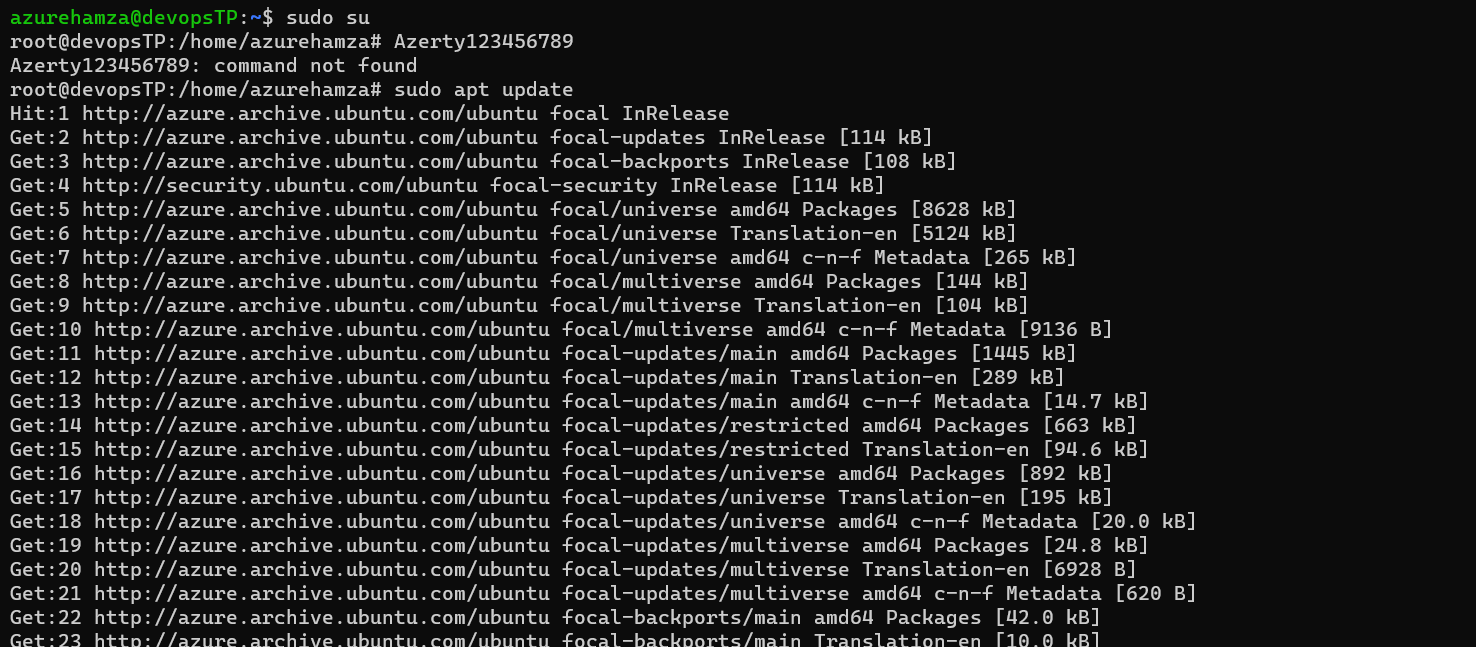 azurehamza@devopsTP:~$ sudo su
root@devopsTP:/home/azurehamza# Azerty123456789
Azerty123456789: command not found
root@devopsTP:/home/azurehamza# sudo apt update
Hit:1 http://azure.archive.ubuntu.com/ubuntu focal InRelease
Get:2 http://azure.archive.ubuntu.com/ubuntu focal-updates InRelease [114 kB]
Get:3 http://azure.archive.ubuntu.com/ubuntu focal-backports InRelease [108 kB]
Get:4 http://security.ubuntu.com/ubuntu focal-security InRelease [114 kB]
Get:5 http://azure.archive.ubuntu.com/ubuntu focal/universe amd64 Packages [8628 kB]
Get:6 http://azure.archive.ubuntu.com/ubuntu focal/universe Translation-en [5124 kB]
Get:7 http://azure.archive.ubuntu.com/ubuntu focal/universe amd64 c-n-f Metadata [265 kB]
Get:8 http://azure.archive.ubuntu.com/ubuntu focal/multiverse amd64 Packages [144 kB]
Get:9 http://azure.archive.ubuntu.com/ubuntu focal/multiverse Translation-en [104 kB]
Get:10 http://azure.archive.ubuntu.com/ubuntu focal/multiverse amd64 c-n-f Metadata [9136 B]
Get:11 http://azure.archive.ubuntu.com/ubuntu focal-updates/main amd64 Packages [1445 kB]
Get:12 http://azure.archive.ubuntu.com/ubuntu focal-updates/main Translation-en [289 kB]
Get:13 http://azure.archive.ubuntu.com/ubuntu focal-updates/main amd64 c-n-f Metadata [14.7 kB]
Get:14 http://azure.archive.ubuntu.com/ubuntu focal-updates/restricted amd64 Packages [663 kB]
Get:15 http://azure.archive.ubuntu.com/ubuntu focal-updates/restricted Translation-en [94.6 kB]
Get:16 http://azure.archive.ubuntu.com/ubuntu focal-updates/universe amd64 Packages [892 kB]
Get:17 http://azure.archive.ubuntu.com/ubuntu focal-updates/universe Translation-en [195 kB]
Get:18 http://azure.archive.ubuntu.com/ubuntu focal-updates/universe amd64 c-n-f Metadata [20.0 kB]
Get:19 http://azure.archive.ubuntu.com/ubuntu focal-updates/multiverse amd64 Packages [24.8 kB]
Get:20 http://azure.archive.ubuntu.com/ubuntu focal-updates/multiverse Translation-en [6928 B]
Get:21 http://azure.archive.ubuntu.com/ubuntu focal-updates/multiverse amd64 c-n-f Metadata [620 B]
Get:22 http://azure.archive.ubuntu.com/ubuntu focal-backports/main amd64 Packages [42.0 kB]
Get:23 http://azure.archive.ubuntu.com/ubuntu focal-backports/main Translation-en [10.0 kB]